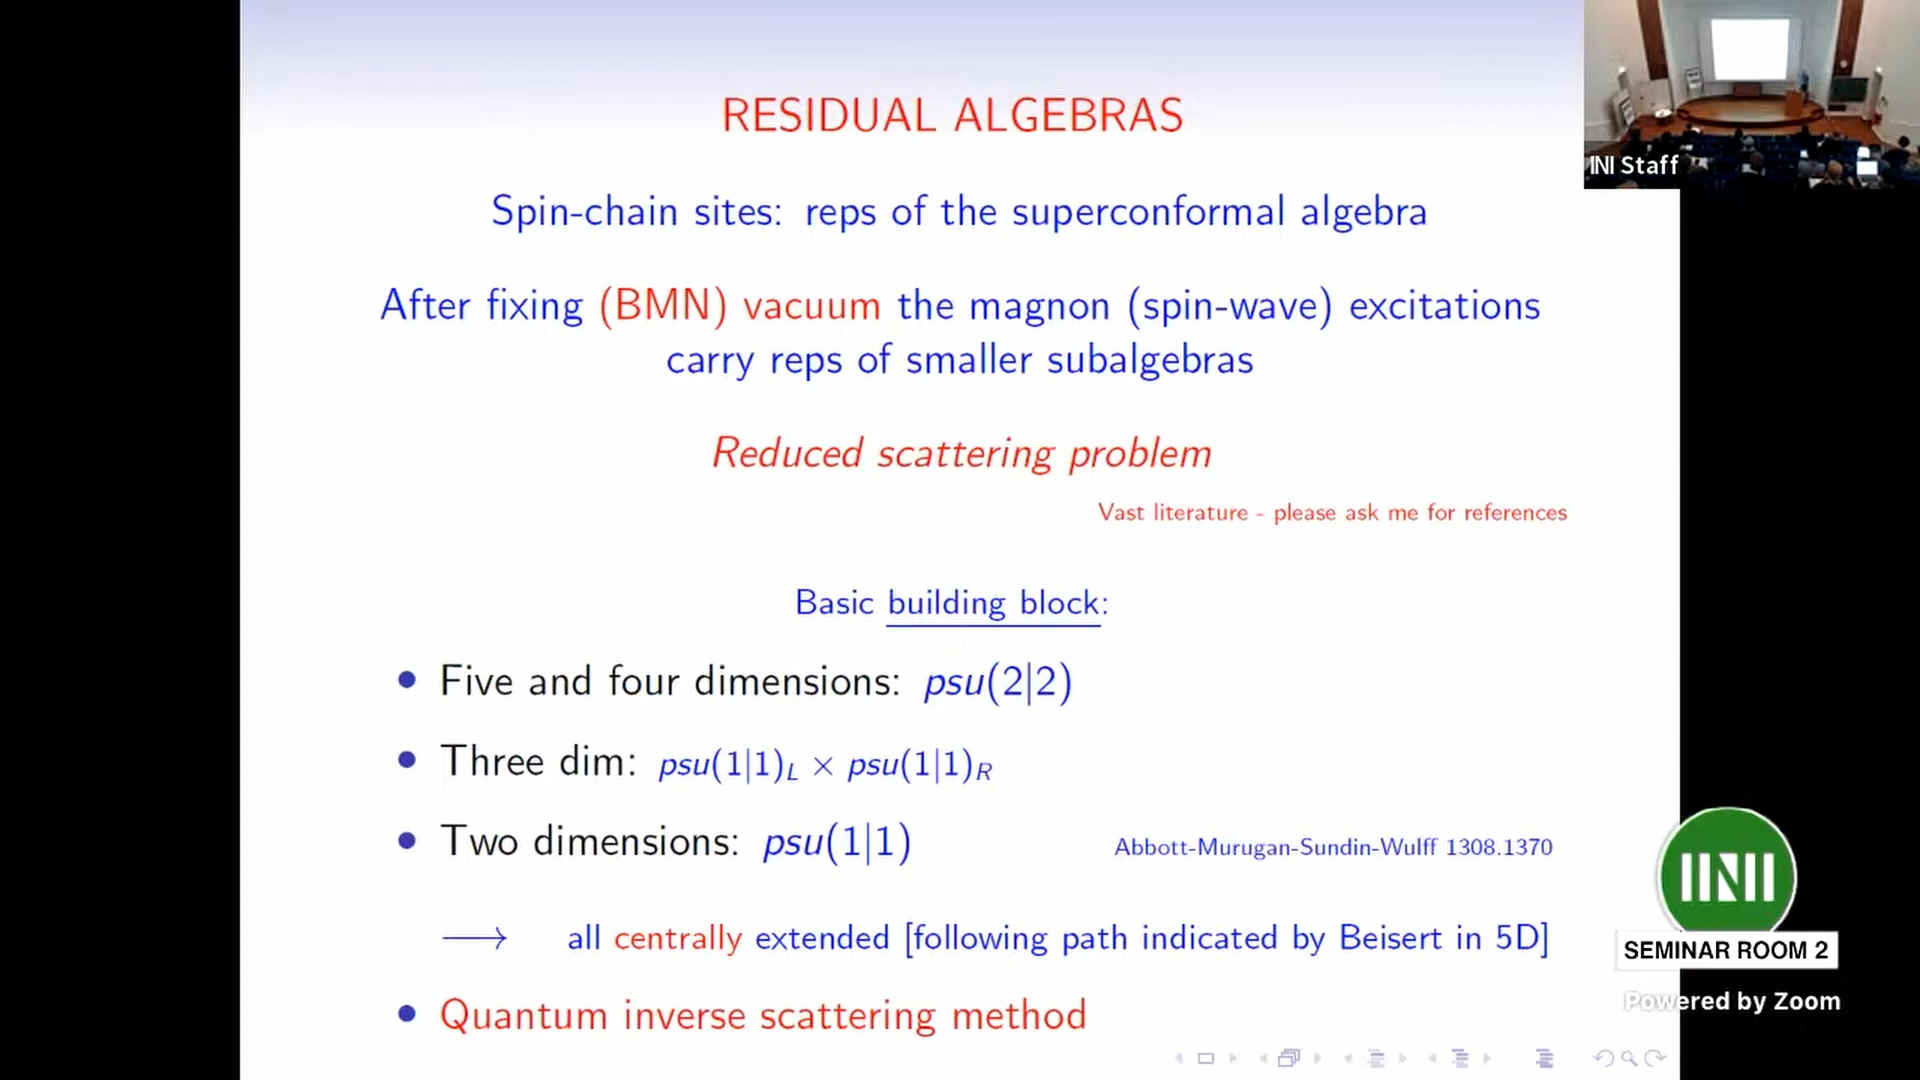 RESIDUAL ALGEBRAS
INI Staff
Spin-chain sites: reps of the superconformal algebra
After fixing (BMN) vacuum the magnon (spin-wave) excitations
carry reps of smaller subalgebras
Reduced scattering problem
Vast literature - please ask me for references
Basic building block:
• Five and four dimensions: psu(2|2)
• Three dim: psu(1|1)_L × psu(1|1)_R
• Two dimensions: psu(1|1)
Abbott-Murugan-Sundin-Wulff 1308.1370
⟶ all centrally extended [following path indicated by Beisert in 5D]
• Quantum inverse scattering method
INI
SEMINAR ROOM 2
Powered by Zoom